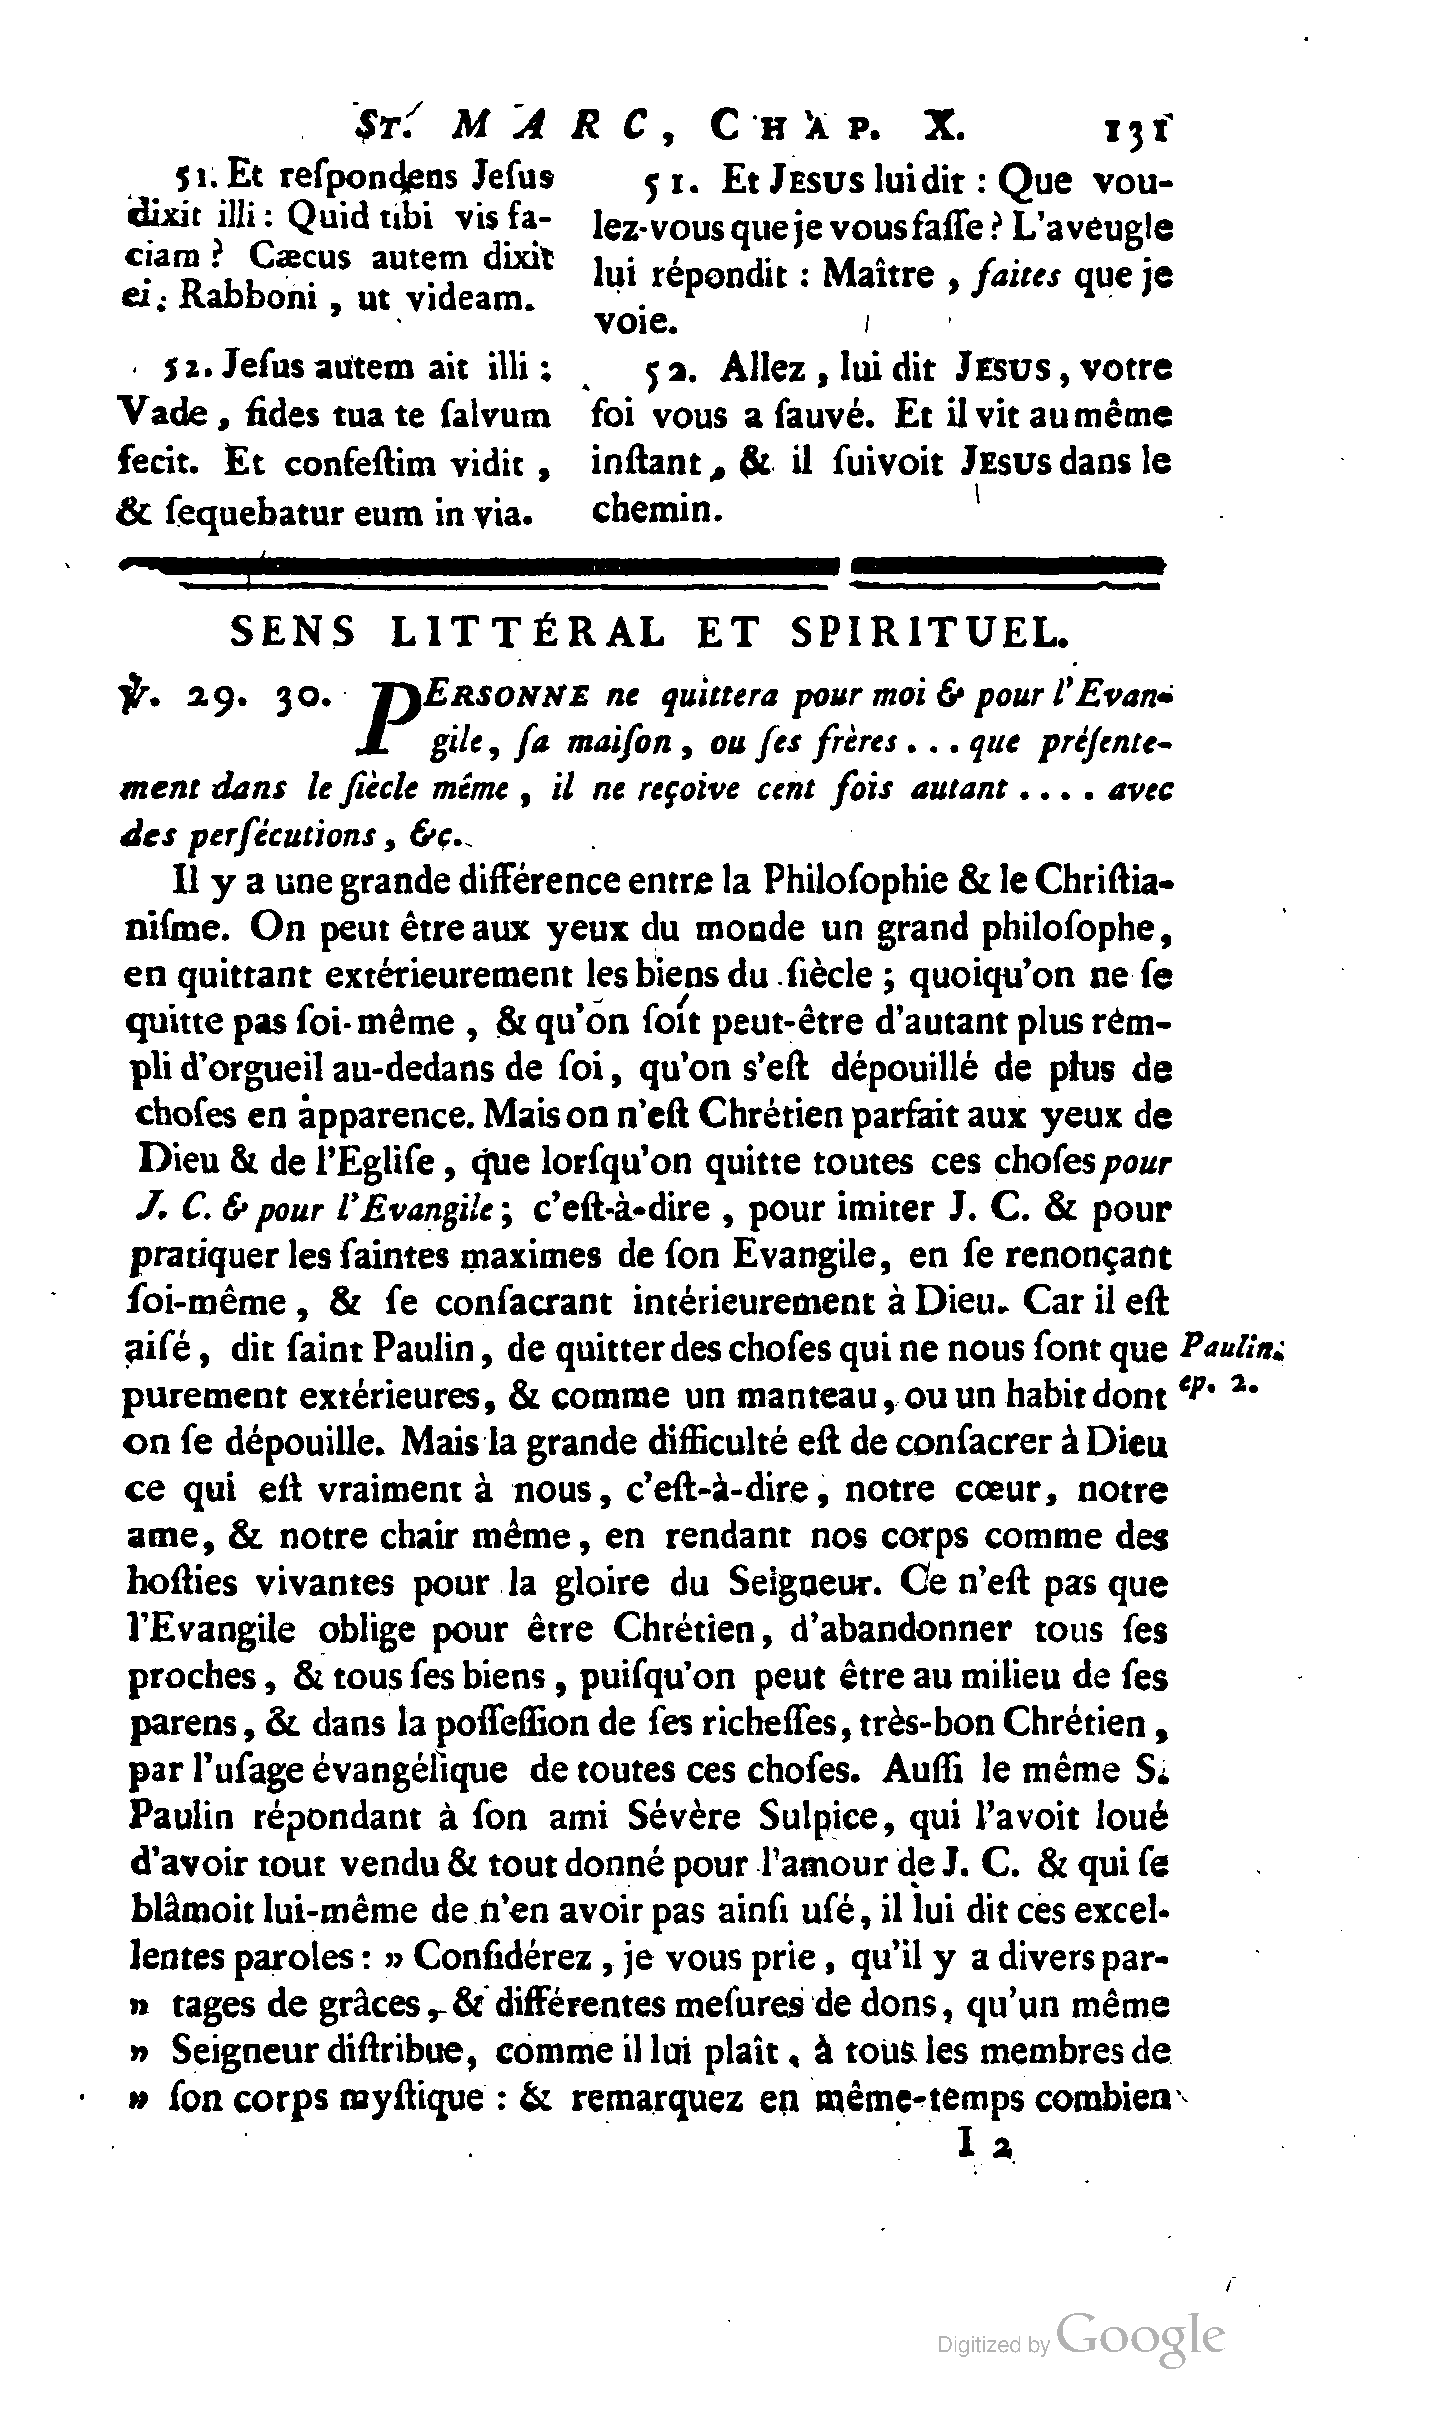 ST. MARC, CHAP. X. 131
51. Et reſpondens Jeſus
dixit illi : Quid tibi vis fa-
ciam ? Cæcus autem dixit
ei : Rabboni , ut videam.
52. Jeſus autem ait illi :
Vade , fides tua te ſalvum
fecit. Et confeſtim vidit ,
& ſequebatur eum in via.
51. Et JESUS lui dit : Que vou-
lez-vous que je vous faſſe ? L'aveugle
lui répondit : Maître , faites que je
voie.
52. Allez , lui dit JESUS , votre
foi vous a ſauvé. Et il vit au même
inſtant , & il ſuivoit JESUS dans le
chemin.
SENS LITTÉRAL ET SPIRITUEL.
℣. 29. 30. PERSONNE ne quittera pour moi & pour l'Evan-
gile, ſa maiſon , ou ſes frères . . . que préſente-
ment dans le ſiècle même , il ne reçoive cent fois autant . . . . avec
des perſécutions , &c.
Il y a une grande différence entre la Philoſophie & le Chriſtia-
niſme. On peut être aux yeux du monde un grand philoſophe,
en quittant extérieurement les biens du ſiècle ; quoiqu'on ne ſe
quitte pas ſoi-même , & qu'on ſoit peut-être d'autant plus rem-
pli d'orgueil au-dedans de ſoi, qu'on s'eſt dépouillé de plus de
choſes en apparence. Mais on n'eſt Chrétien parfait aux yeux de
Dieu & de l'Egliſe , que lorſqu'on quitte toutes ces choſes pour
J. C. & pour l'Evangile ; c'eſt-à-dire , pour imiter J. C. & pour
pratiquer les ſaintes maximes de ſon Evangile, en ſe renonçant
ſoi-même , & ſe conſacrant intérieurement à Dieu. Car il eſt
aiſé, dit ſaint Paulin, de quitter des choſes qui ne nous ſont que Paulin.
purement extérieures, & comme un manteau, ou un habit dont ep. 2.
on ſe dépouille. Mais la grande difficulté eſt de conſacrer à Dieu
ce qui eſt vraiment à nous, c'eſt-à-dire, notre cœur, notre
ame, & notre chair même, en rendant nos corps comme des
hoſties vivantes pour la gloire du Seigneur. Ce n'eſt pas que
l'Evangile oblige pour être Chrétien, d'abandonner tous ſes
proches, & tous ſes biens, puiſqu'on peut être au milieu de ſes
parens, & dans la poſſeſſion de ſes richeſſes, très-bon Chrétien ,
par l'uſage évangélique de toutes ces choſes. Auſſi le même S.
Paulin répondant à ſon ami Sévère Sulpice, qui l'avoit loué
d'avoir tout vendu & tout donné pour l'amour de J. C. & qui ſe
blâmoit lui-même de n'en avoir pas ainſi uſé, il lui dit ces excel-
lentes paroles : » Conſidérez , je vous prie, qu'il y a divers par-
» tages de grâces, & différentes meſures de dons, qu'un même
» Seigneur diſtribue, comme il lui plaît, à tous les membres de
» ſon corps myſtique : & remarquez en même-temps combien
I 2
Digitized by Google